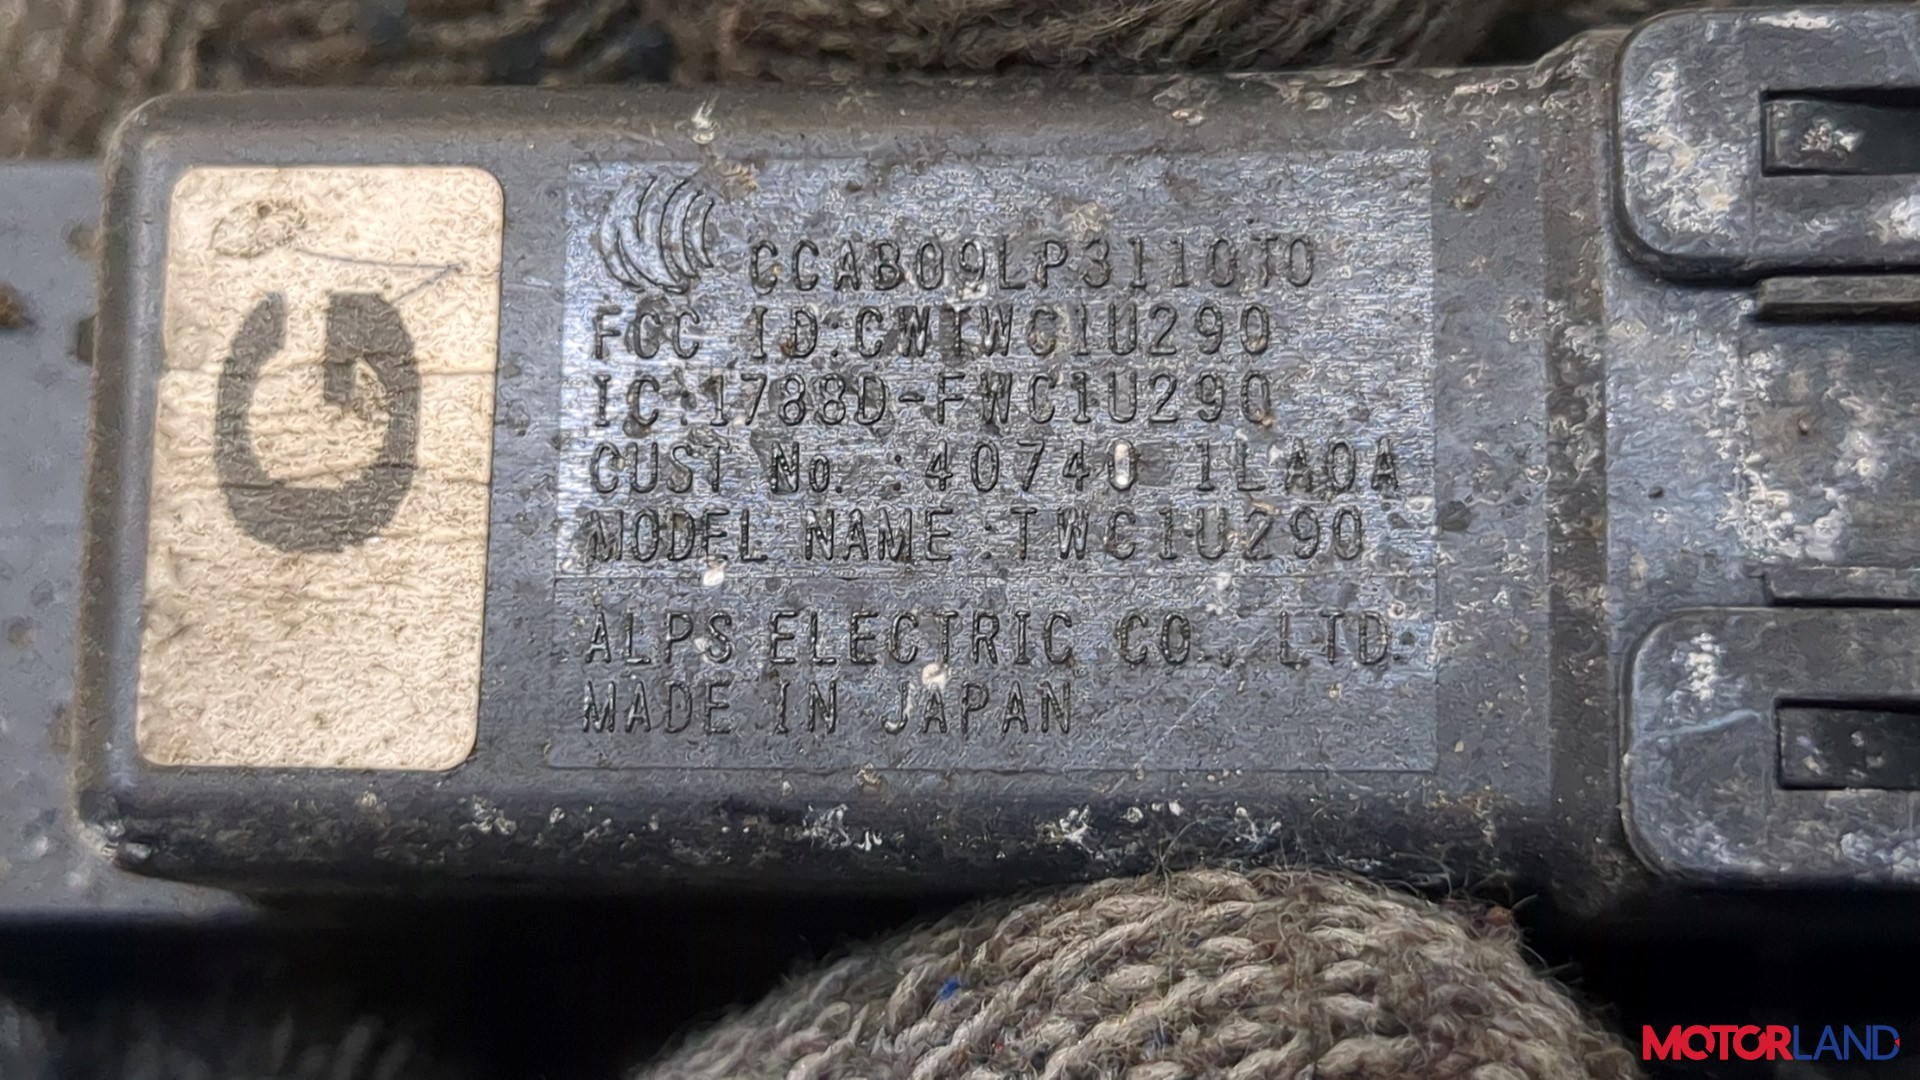 G
CCAB09LP3110T0
FCC ID:CWTWC1U290
IC:1788D-FWC1U290
CUST No. :40740 1LA0A
MODEL NAME:TWC1U290
ALPS ELECTRIC CO., LTD.
MADE IN JAPAN
MOTORLAND